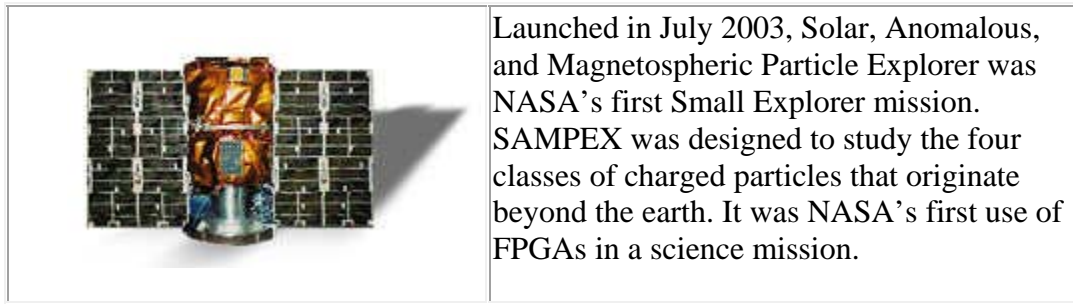 Launched in July 2003, Solar, Anomalous,
and Magnetospheric Particle Explorer was
NASA’s first Small Explorer mission.
SAMPEX was designed to study the four
classes of charged particles that originate
beyond the earth. It was NASA’s first use of
FPGAs in a science mission.